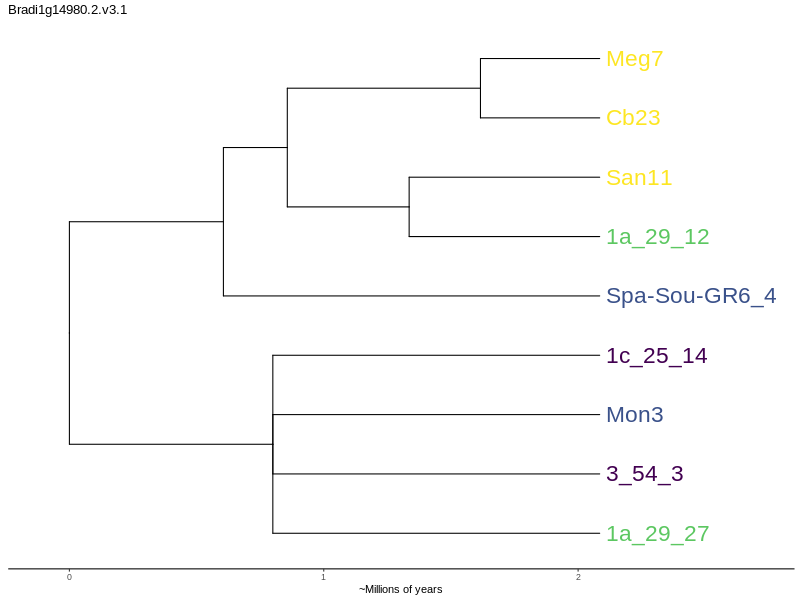 Bradi1g14980.2.v3.1
Meg7
Cb23
San11
1a_29_12
Spa-Sou-GR6_4
1c_25_14
Mon3
3_54_3
1a_29_27
0 1 2
~Millions of years